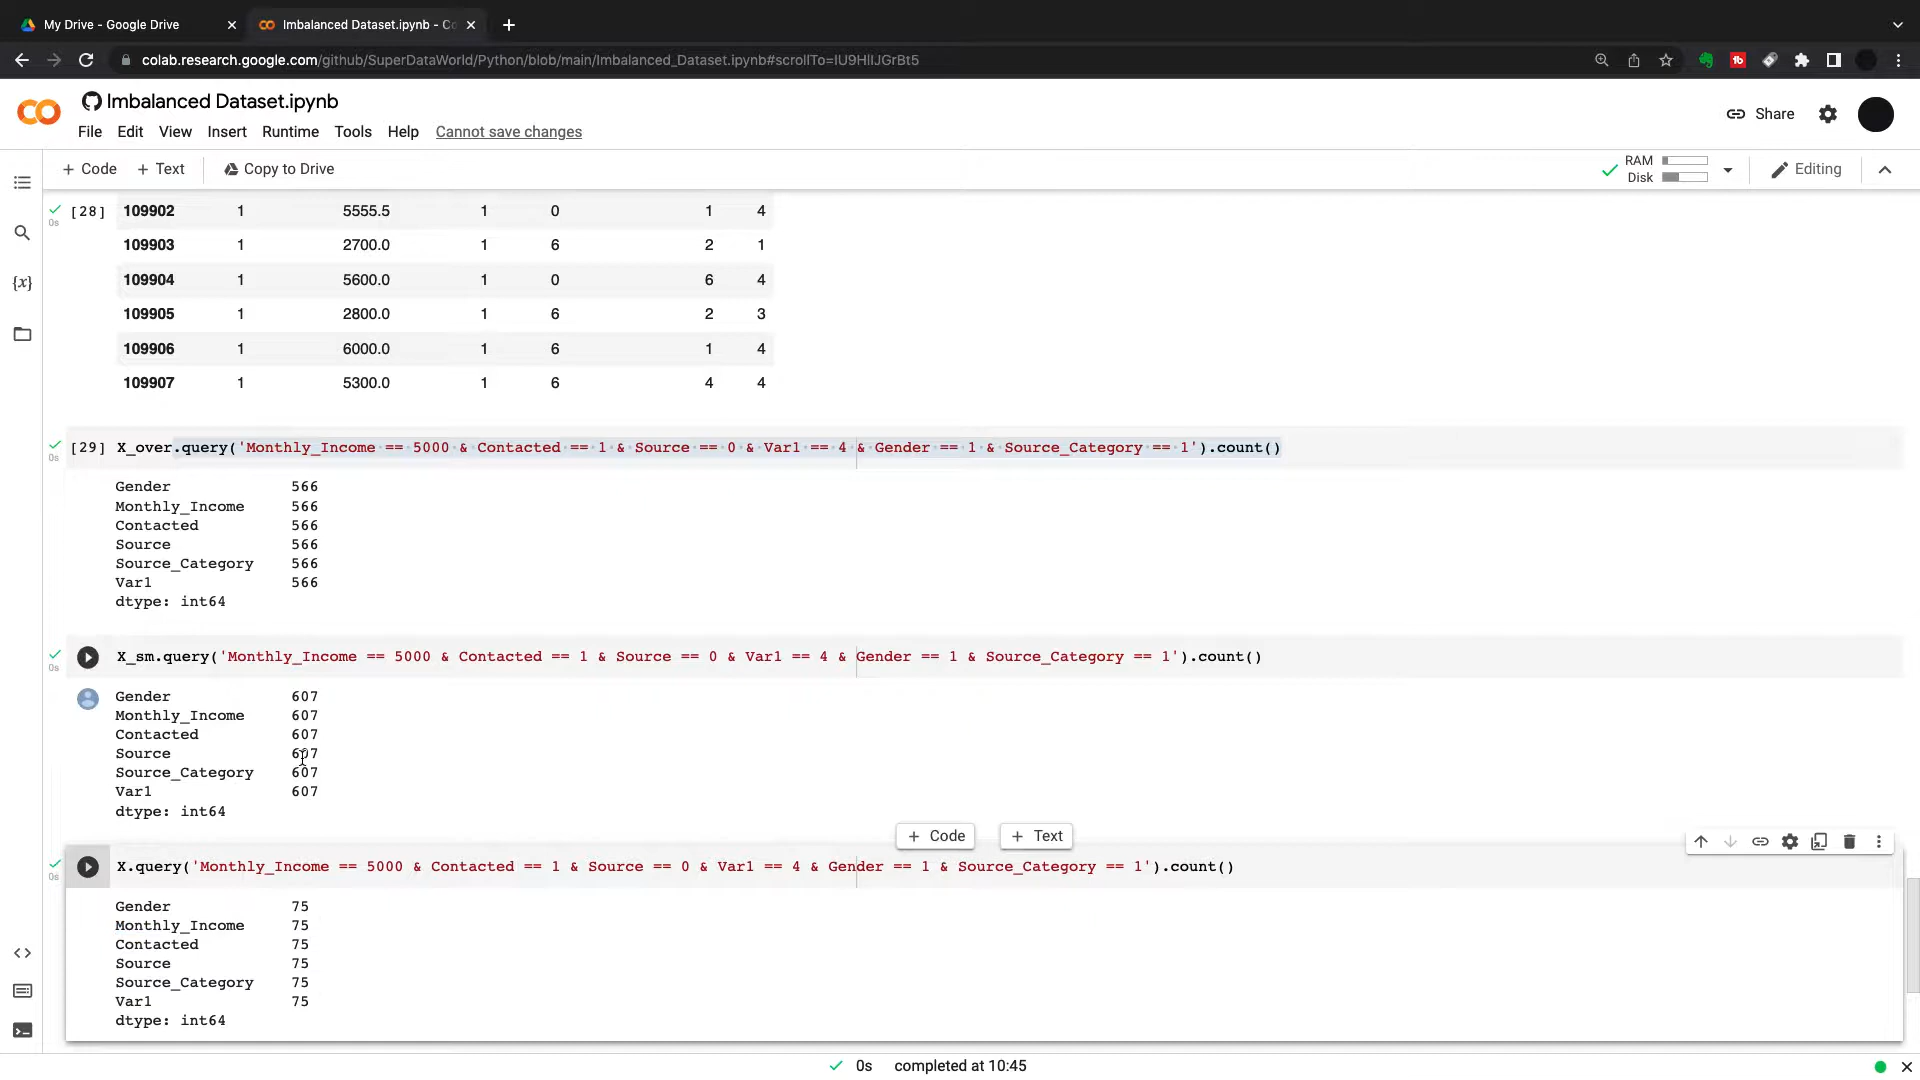 My Drive - Google Drive
Imbalanced Dataset.ipynb - Co
colab.research.google.com/github/SuperDataWorld/Python/blob/main/Imbalanced_Dataset.ipynb#scrollTo=IU9HlIJGrBt5
Imbalanced Dataset.ipynb
File Edit View Insert Runtime Tools Help Cannot save changes
Share
+ Code + Text Copy to Drive
RAM
Disk
Editing
[28] 109902 1 5555.5 1 0 1 4
0s
109903 1 2700.0 1 6 2 1
109904 1 5600.0 1 0 6 4
109905 1 2800.0 1 6 2 3
109906 1 6000.0 1 6 1 4
109907 1 5300.0 1 6 4 4
[29] X_over.query('Monthly_Income == 5000 & Contacted == 1 & Source == 0 & Var1 == 4 & Gender == 1 & Source_Category == 1').count()
0s
Gender 566
Monthly_Income 566
Contacted 566
Source 566
Source_Category 566
Var1 566
dtype: int64
X_sm.query('Monthly_Income == 5000 & Contacted == 1 & Source == 0 & Var1 == 4 & Gender == 1 & Source_Category == 1').count()
0s
Gender 607
Monthly_Income 607
Contacted 607
Source 607
Source_Category 607
Var1 607
dtype: int64
+ Code + Text
X.query('Monthly_Income == 5000 & Contacted == 1 & Source == 0 & Var1 == 4 & Gender == 1 & Source_Category == 1').count()
0s
Gender 75
Monthly_Income 75
Contacted 75
Source 75
Source_Category 75
Var1 75
dtype: int64
0s completed at 10:45